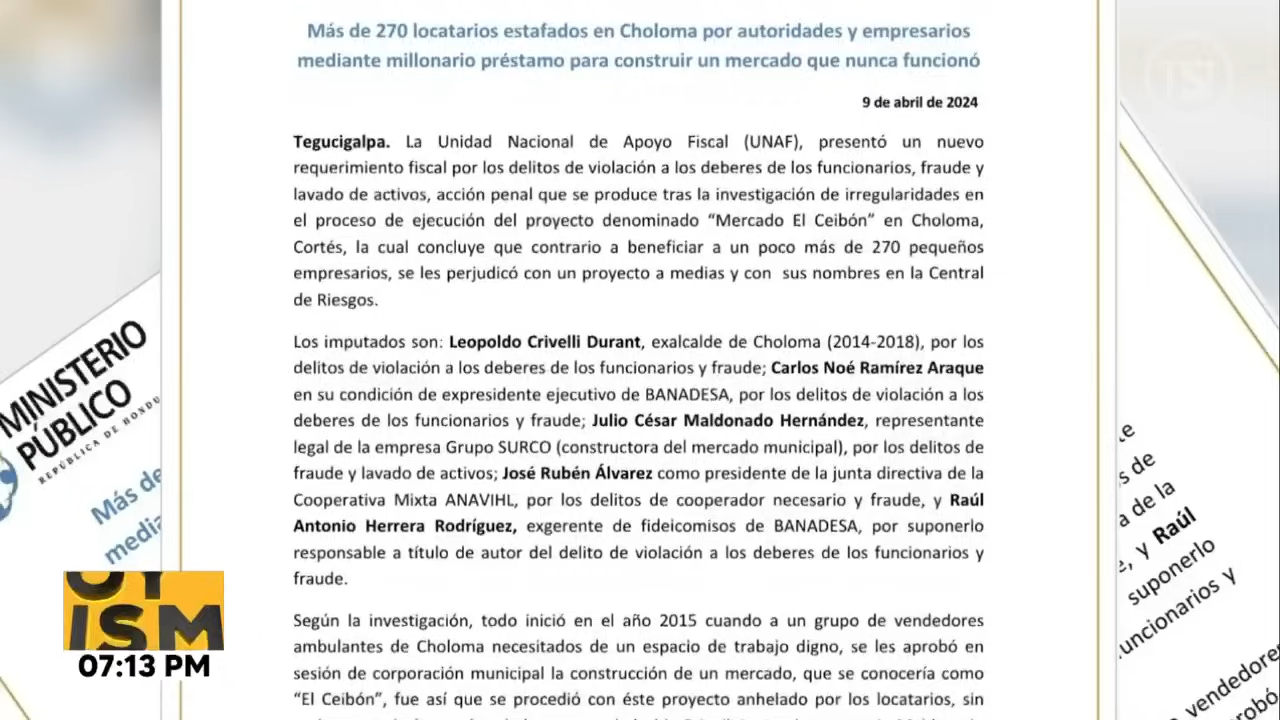 Más de 270 locatarios estafados en Choloma por autoridades y empresarios
mediante millonario préstamo para construir un mercado que nunca funcionó
9 de abril de 2024
Tegucigalpa. La Unidad Nacional de Apoyo Fiscal (UNAF), presentó un nuevo
requerimiento fiscal por los delitos de violación a los deberes de los funcionarios, fraude y
lavado de activos, acción penal que se produce tras la investigación de irregularidades en
el proceso de ejecución del proyecto denominado “Mercado El Ceibón” en Choloma,
Cortés, la cual concluye que contrario a beneficiar a un poco más de 270 pequeños
empresarios, se les perjudicó con un proyecto a medias y con sus nombres en la Central
de Riesgos.
Los imputados son: Leopoldo Crivelli Durant, exalcalde de Choloma (2014-2018), por los
delitos de violación a los deberes de los funcionarios y fraude; Carlos Noé Ramírez Araque
en su condición de expresidente ejecutivo de BANADESA, por los delitos de violación a los
deberes de los funcionarios y fraude; Julio César Maldonado Hernández, representante
legal de la empresa Grupo SURCO (constructora del mercado municipal), por los delitos de
fraude y lavado de activos; José Rubén Álvarez como presidente de la junta directiva de la
Cooperativa Mixta ANAVIHL, por los delitos de cooperador necesario y fraude, y Raúl
Antonio Herrera Rodríguez, exgerente de fideicomisos de BANADESA, por suponerlo
responsable a título de autor del delito de violación a los deberes de los funcionarios y
fraude.
Según la investigación, todo inició en el año 2015 cuando a un grupo de vendedores
ambulantes de Choloma necesitados de un espacio de trabajo digno, se les aprobó en
sesión de corporación municipal la construcción de un mercado, que se conocería como
“El Ceibón”, fue así que se procedió con éste proyecto anhelado por los locatarios, sin
MINISTERIO
PÚBLICO
REPÚBLICA DE HONDU
Más de
media
s de
a de la
, y Raúl
suponerlo
uncionarios y
vendedore
robó
TSi
ISM
07:13 PM